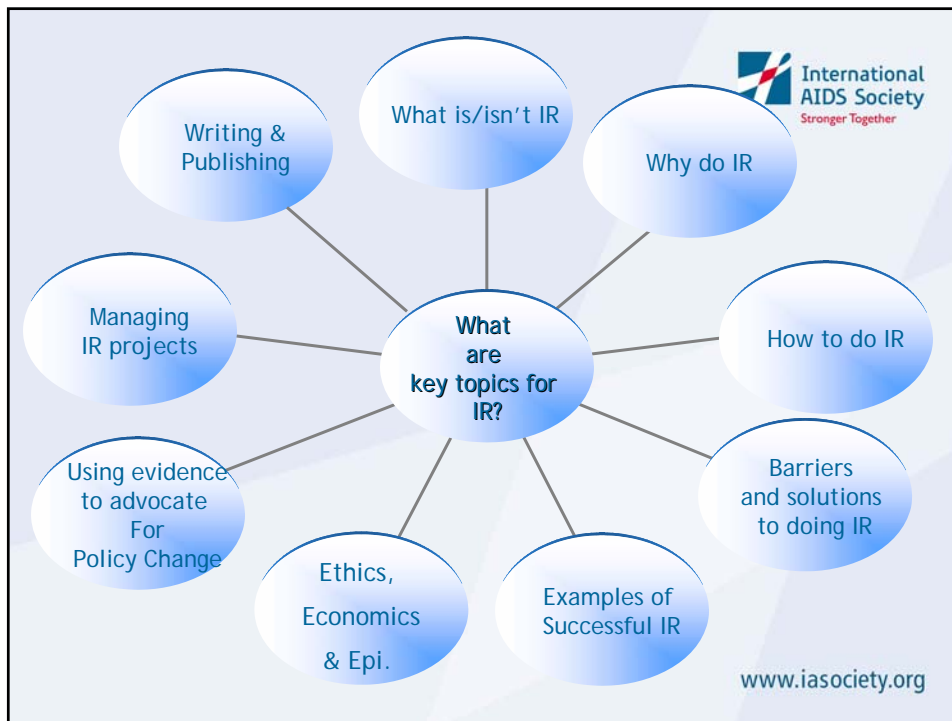 International
AIDS Society
Stronger Together
What is/isn't IR
Why do IR
How to do IR
Barriers
and solutions
to doing IR
Examples of
Successful IR
Ethics,
Economics
& Epi.
Using evidence
to advocate
For
Policy Change
Managing
IR projects
Writing &
Publishing
What
are
key topics for
IR?
www.iasociety.org